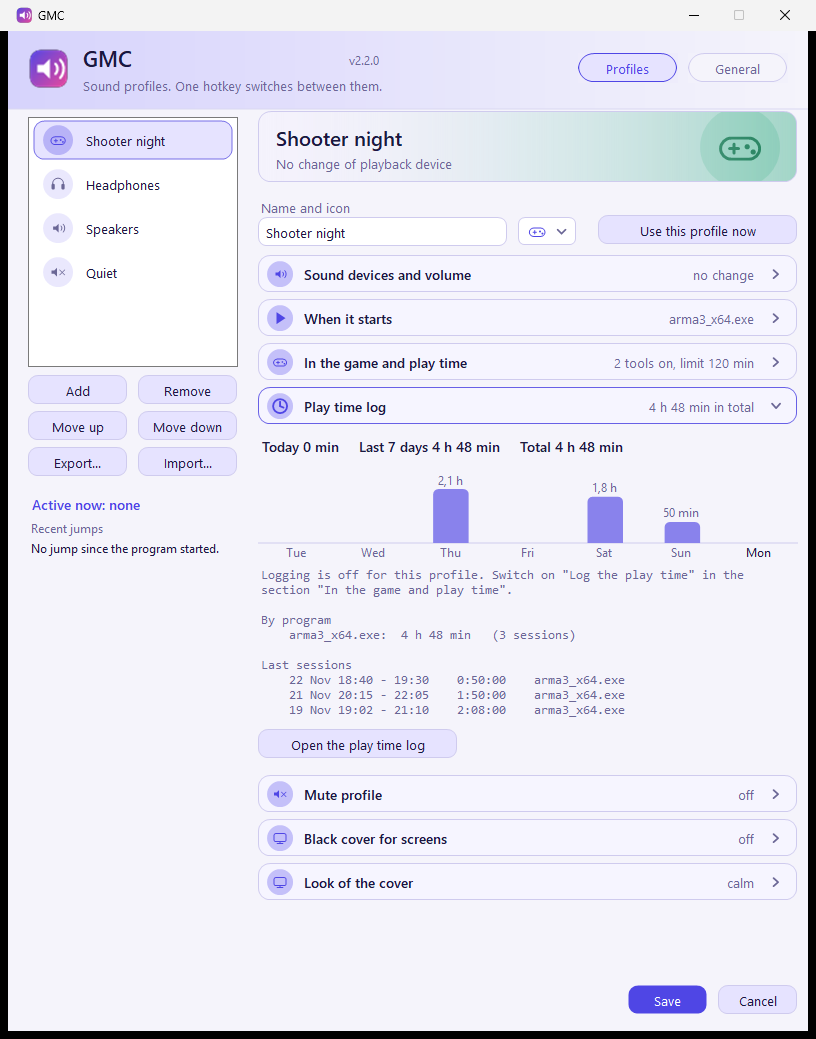 GMC
GMC
v2.2.0
Sound profiles. One hotkey switches between them.
Profiles
General
Shooter night
Headphones
Speakers
Quiet
Add
Remove
Move up
Move down
Export...
Import...
Active now: none
Recent jumps
No jump since the program started.
Shooter night
No change of playback device
Name and icon
Shooter night
Use this profile now
Sound devices and volume
no change
When it starts
arma3_x64.exe
In the game and play time
2 tools on, limit 120 min
Play time log
4 h 48 min in total
Today 0 min
Last 7 days 4 h 48 min
Total 4 h 48 min
2,1 h
1,8 h
50 min
Tue
Wed
Thu
Fri
Sat
Sun
Mon
Logging is off for this profile. Switch on "Log the play time" in the
section "In the game and play time".
By program
arma3_x64.exe: 4 h 48 min (3 sessions)
Last sessions
22 Nov 18:40 - 19:30 0:50:00 arma3_x64.exe
21 Nov 20:15 - 22:05 1:50:00 arma3_x64.exe
19 Nov 19:02 - 21:10 2:08:00 arma3_x64.exe
Open the play time log
Mute profile
off
Black cover for screens
off
Look of the cover
calm
Save
Cancel